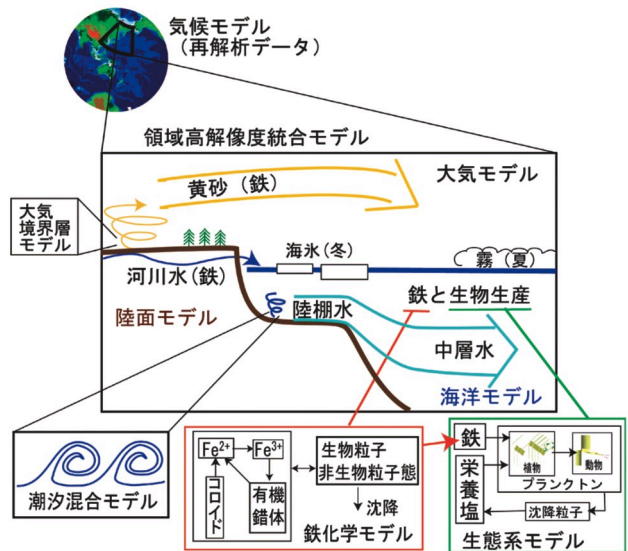 気候モデル
(再解析データ)
領域高解像度統合モデル
黄砂(鉄)
大気モデル
大気
境界層
モデル
河川水(鉄)
海氷(冬)
霧(夏)
陸面モデル
陸棚水
鉄と生物生産
中層水
海洋モデル
潮汐混合モデル
Fe2+
Fe3+
コロイド
有機
錯体
生物粒子
非生物粒子態
沈降
鉄化学モデル
鉄
栄養塩
植物
動物
プランクトン
沈降粒子
生態系モデル